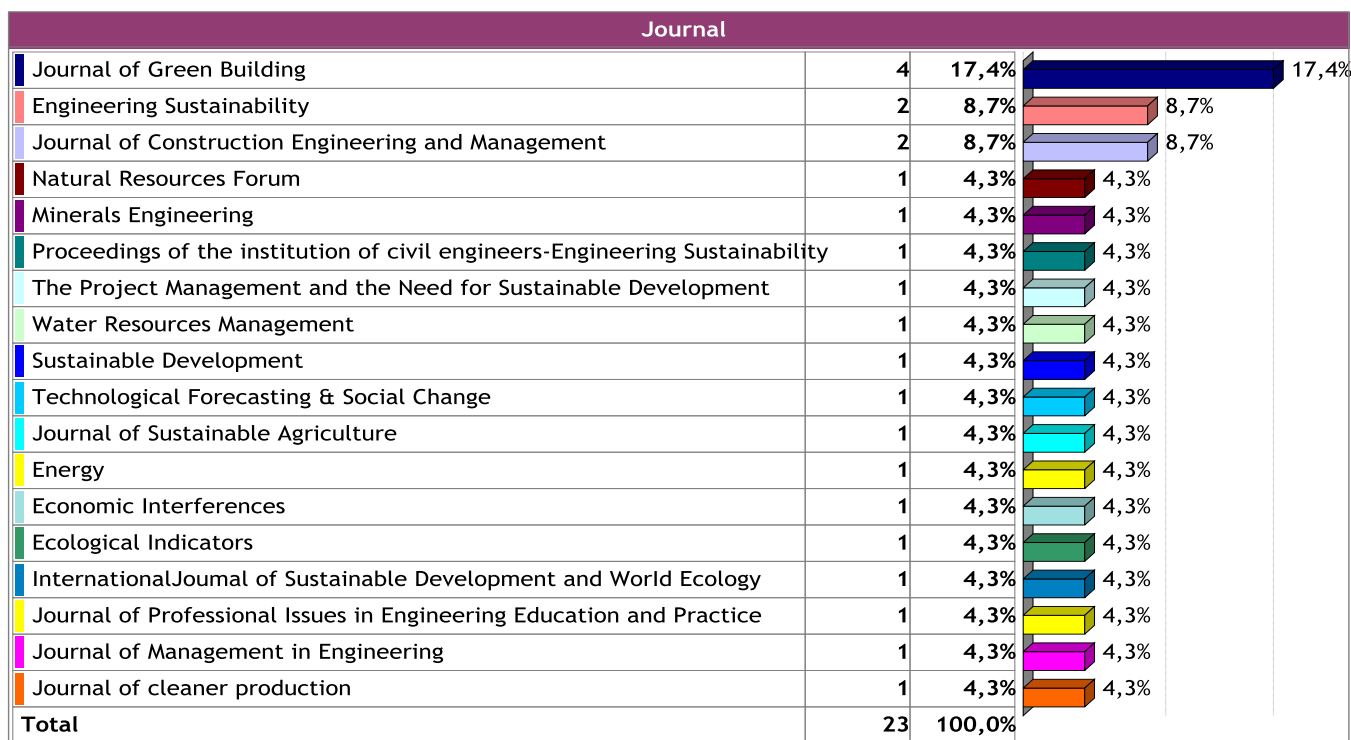 Journal
Journal of Green Building 4 17,4% 17,4%
Engineering Sustainability 2 8,7% 8,7%
Journal of Construction Engineering and Management 2 8,7% 8,7%
Natural Resources Forum 1 4,3% 4,3%
Minerals Engineering 1 4,3% 4,3%
Proceedings of the institution of civil engineers-Engineering Sustainability 1 4,3% 4,3%
The Project Management and the Need for Sustainable Development 1 4,3% 4,3%
Water Resources Management 1 4,3% 4,3%
Sustainable Development 1 4,3% 4,3%
Technological Forecasting & Social Change 1 4,3% 4,3%
Journal of Sustainable Agriculture 1 4,3% 4,3%
Energy 1 4,3% 4,3%
Economic Interferences 1 4,3% 4,3%
Ecological Indicators 1 4,3% 4,3%
InternationalJoumal of Sustainable Development and WorId Ecology 1 4,3% 4,3%
Journal of Professional Issues in Engineering Education and Practice 1 4,3% 4,3%
Journal of Management in Engineering 1 4,3% 4,3%
Journal of cleaner production 1 4,3% 4,3%
Total 23 100,0%